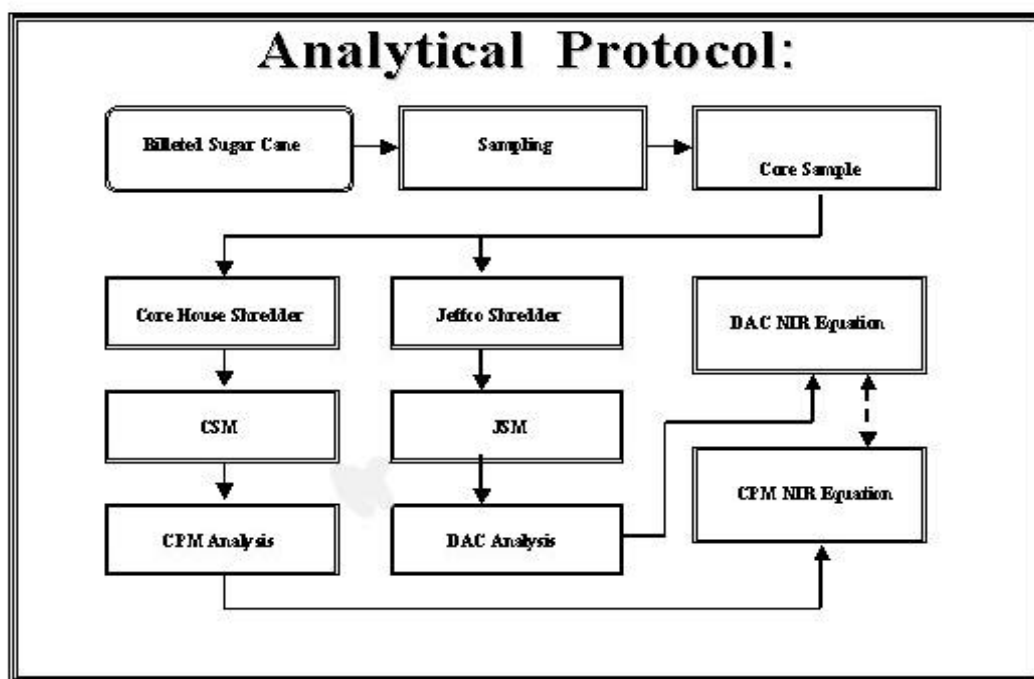 Analytical Protocol:
Billeted Sugar Cane
Sampling
Core Sample
Core House Shredder
Jeffco Shredder
DAC NIR Equation
CSM
JSM
CPM NIR Equation
CPM Analysis
DAC Analysis